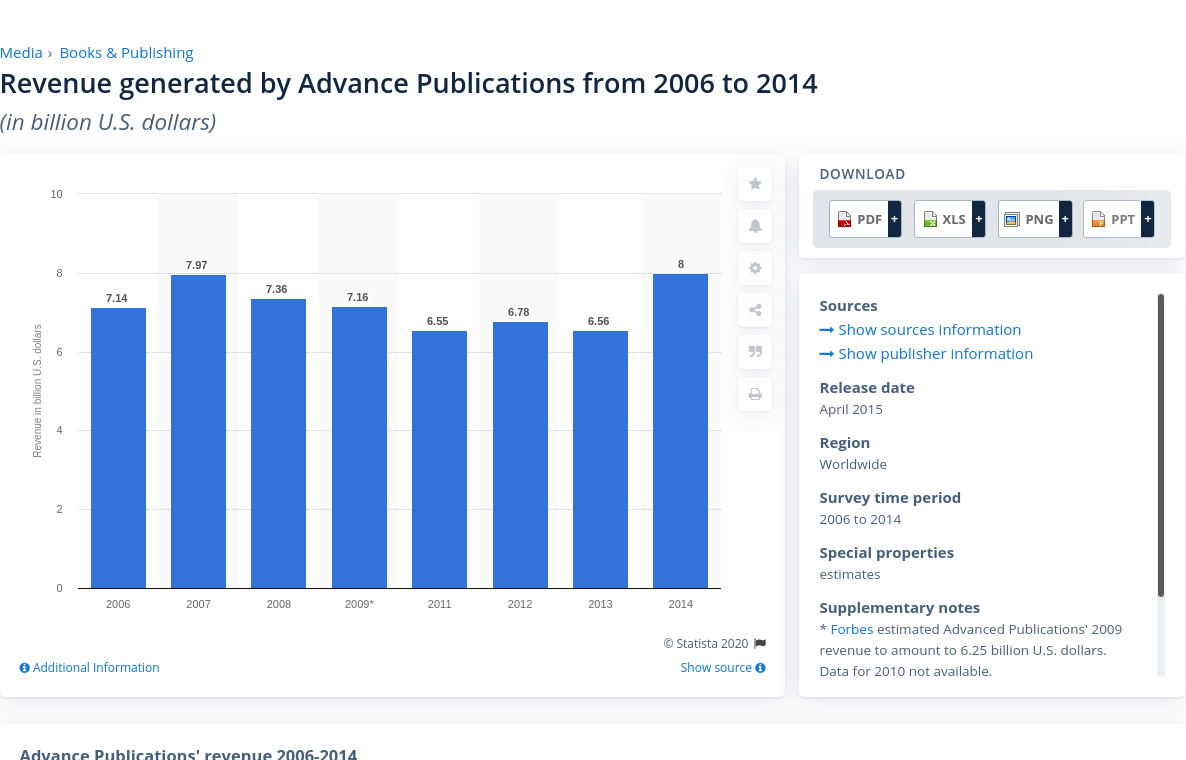 Media › Books & Publishing
Revenue generated by Advance Publications from 2006 to 2014
(in billion U.S. dollars)
Revenue in billion U.S. dollars
10
8
6
4
2
0
7.14
7.97
7.36
7.16
6.55
6.78
6.56
8
2006
2007
2008
2009*
2011
2012
2013
2014
© Statista 2020
Additional Information
Show source
DOWNLOAD
PDF + XLS + PNG + PPT +
Sources
Show sources information
Show publisher information
Release date
April 2015
Region
Worldwide
Survey time period
2006 to 2014
Special properties
estimates
Supplementary notes
* Forbes estimated Advanced Publications' 2009
revenue to amount to 6.25 billion U.S. dollars.
Data for 2010 not available.
Advance Publications' revenue 2006-2014